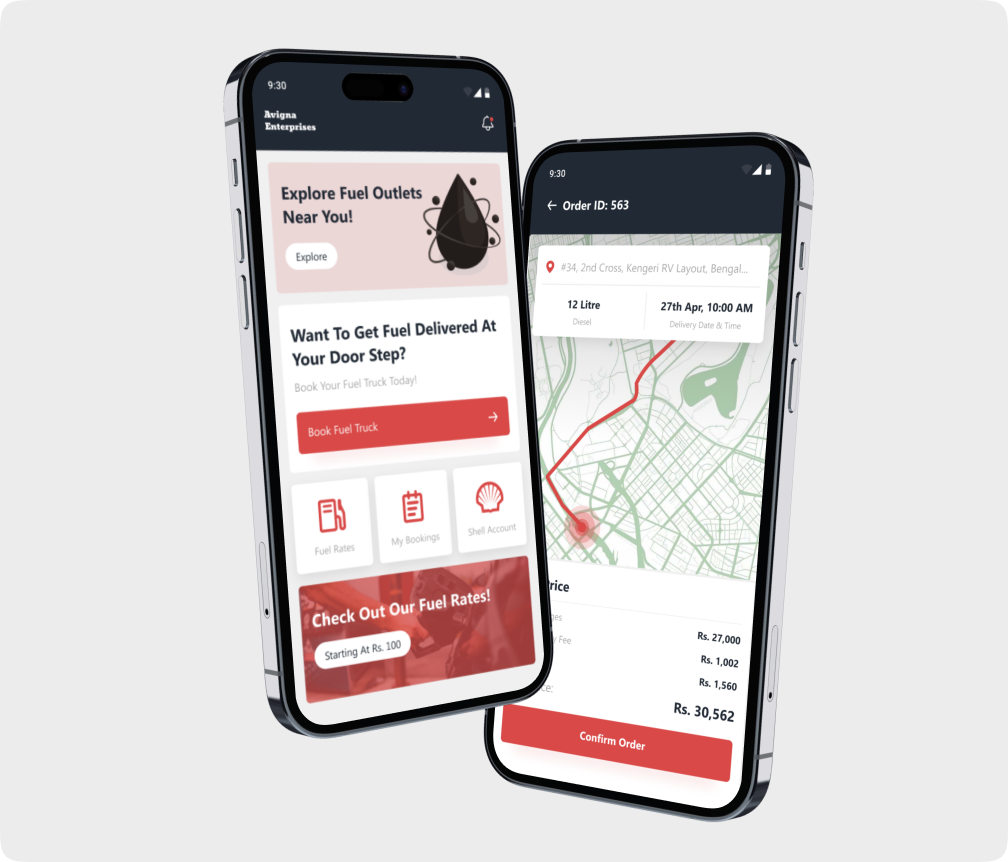 9:30
Avigna
Enterprises
Explore Fuel Outlets
Near You!
Explore
Want To Get Fuel Delivered At
Your Door Step?
Book Your Fuel Truck Today!
Book Fuel Truck
Fuel Rates
My Bookings
Shell Account
Check Out Our Fuel Rates!
Starting At Rs. 100
9:30
Order ID: 563
#34, 2nd Cross, Kengeri RV Layout, Bengal...
12 Litre
Diesel
27th Apr, 10:00 AM
Delivery Date & Time
Rs. 27,000
Fee
Rs. 1,002
Rs. 1,560
Rs. 30,562
Confirm Order